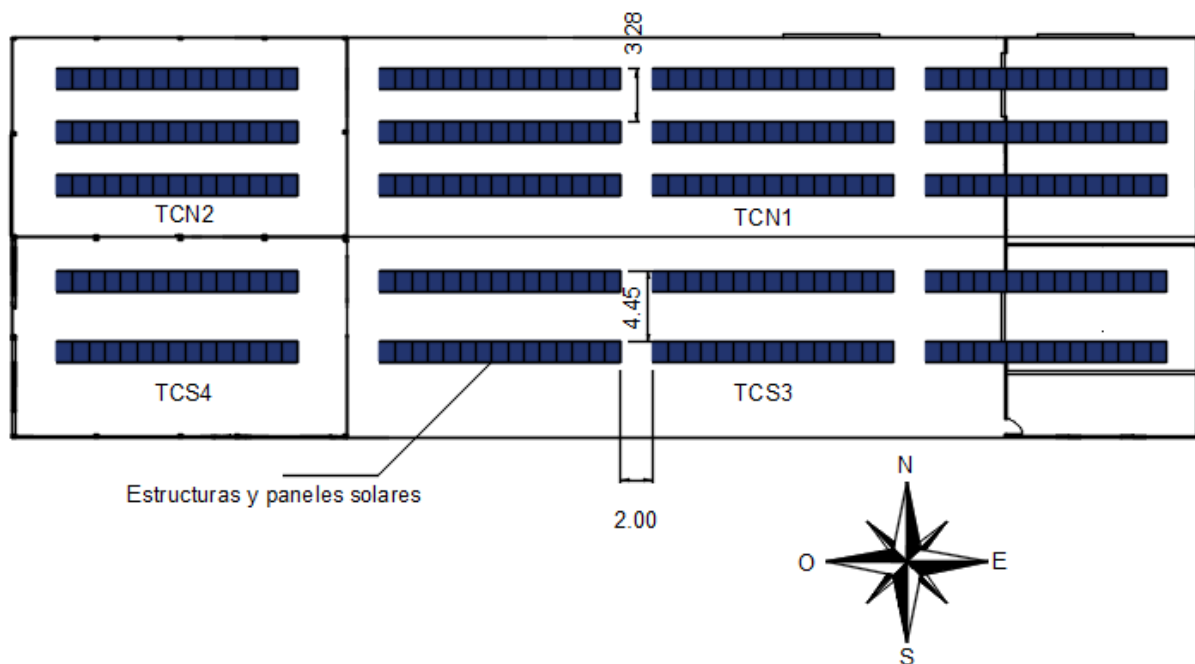 3.28
TCN2
TCN1
4.45
TCS4
TCS3
Estructuras y paneles solares
2.00
N
O
E
S